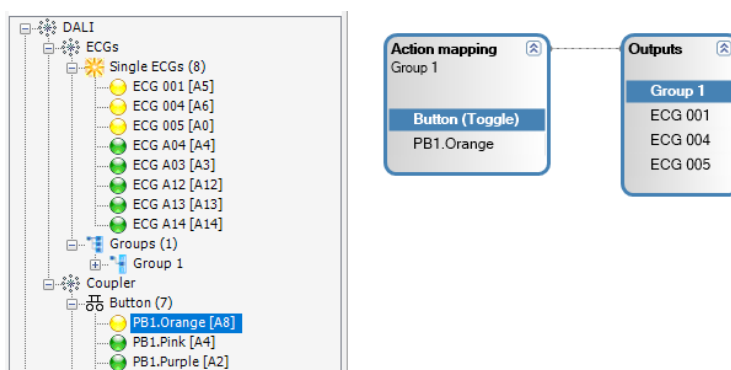 DALI
ECGs
Single ECGs (8)
ECG 001 [A5]
ECG 004 [A6]
ECG 005 [A0]
ECG A04 [A4]
ECG A03 [A3]
ECG A12 [A12]
ECG A13 [A13]
ECG A14 [A14]
Groups (1)
Group 1
Coupler
Button (7)
PB1.Orange [A8]
PB1.Pink [A4]
PB1.Purple [A2]
Action mapping
Group 1
Button (Toggle)
PB1.Orange
Outputs
Group 1
ECG 001
ECG 004
ECG 005